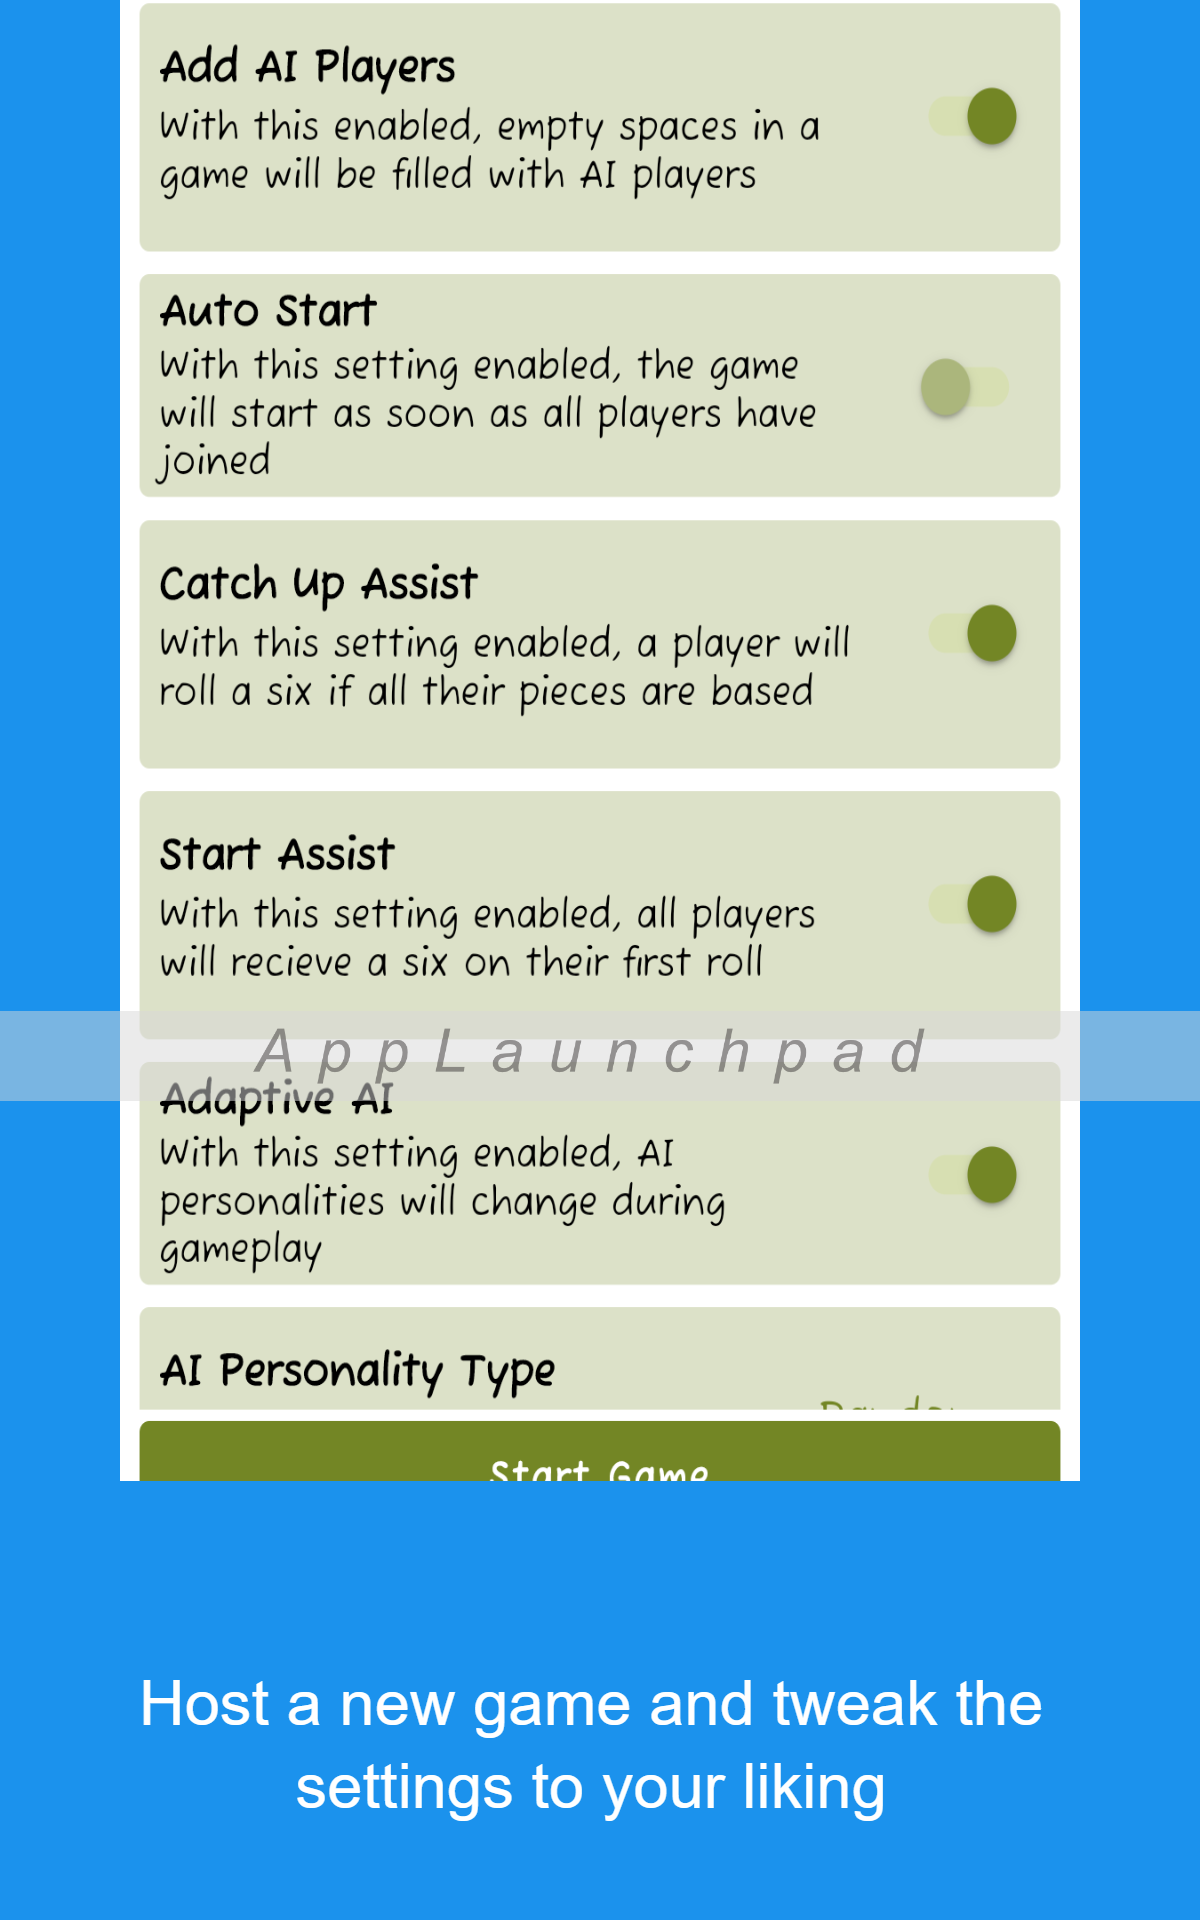 Add AI Players
With this enabled, empty spaces in a
game will be filled with AI players
Auto Start
With this setting enabled, the game
will start as soon as all players have
joined
Catch Up Assist
With this setting enabled, a player will
roll a six if all their pieces are based
Start Assist
With this setting enabled, all players
will recieve a six on their first roll
AppLaunchpad
Adaptive AI
With this setting enabled, AI
personalities will change during
gameplay
AI Personality Type
Start Game
Host a new game and tweak the
settings to your liking